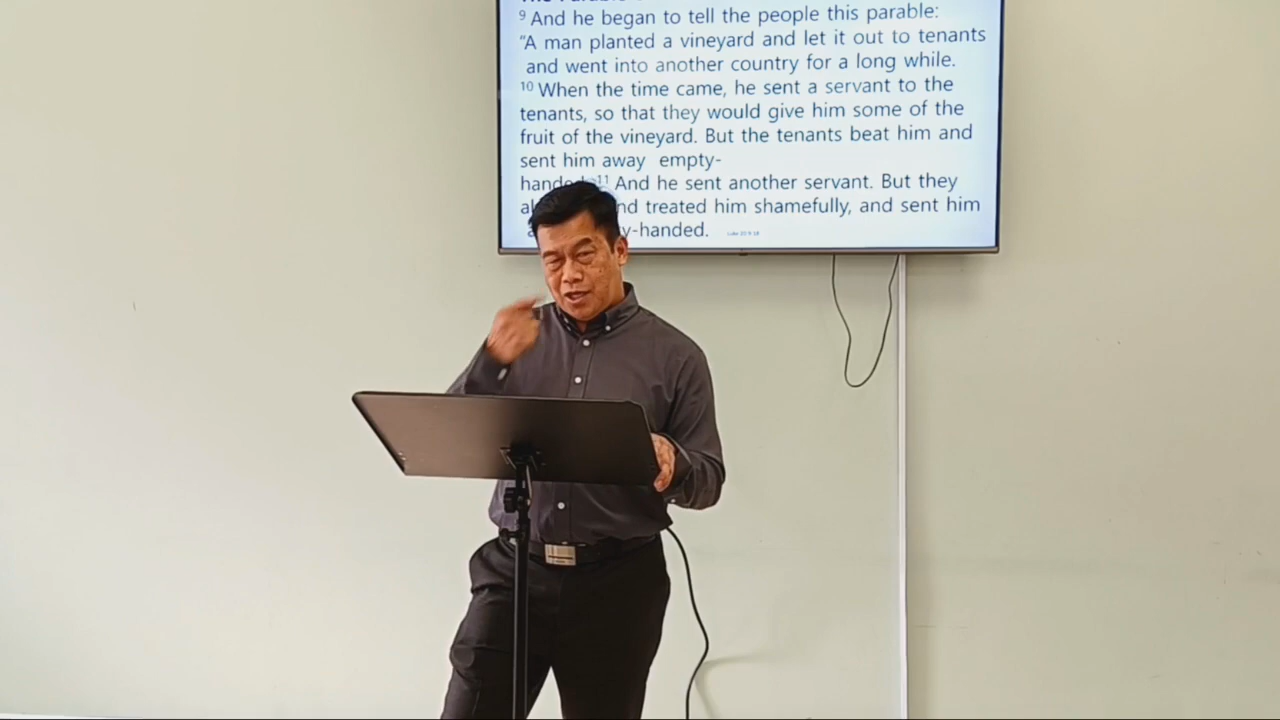 9 And he began to tell the people this parable:
“A man planted a vineyard and let it out to tenants
and went into another country for a long while.
10 When the time came, he sent a servant to the
tenants, so that they would give him some of the
fruit of the vineyard. But the tenants beat him and
sent him away empty-
11 And he sent another servant. But they
treated him shamefully, and sent him
y-handed. Luke 20:9-18